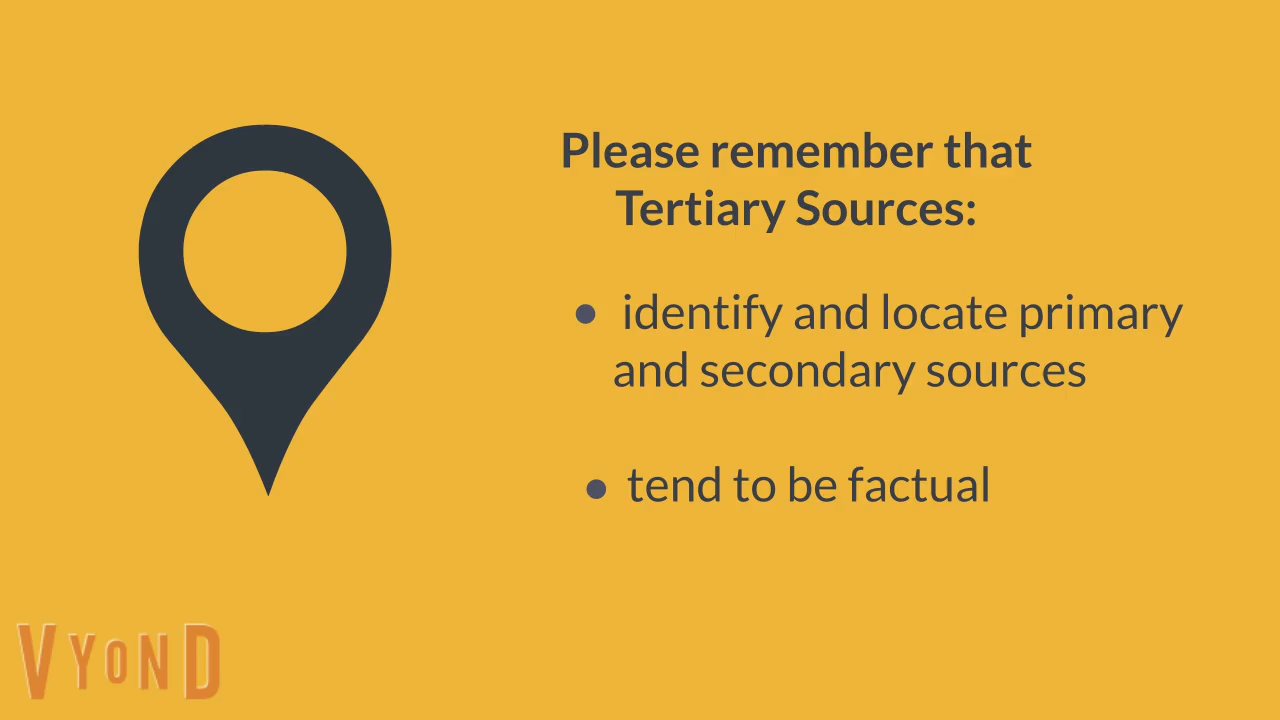 Please remember that
Tertiary Sources:
● identify and locate primary
and secondary sources
● tend to be factual
VYOND